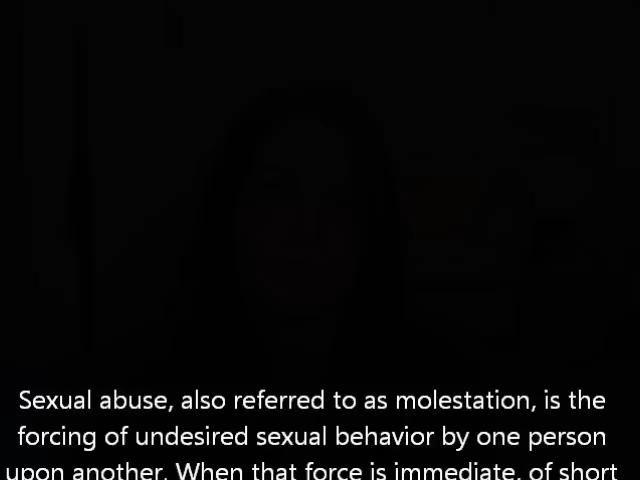 Sexual abuse, also referred to as molestation, is the
forcing of undesired sexual behavior by one person
upon another. When that force is immediate, of short